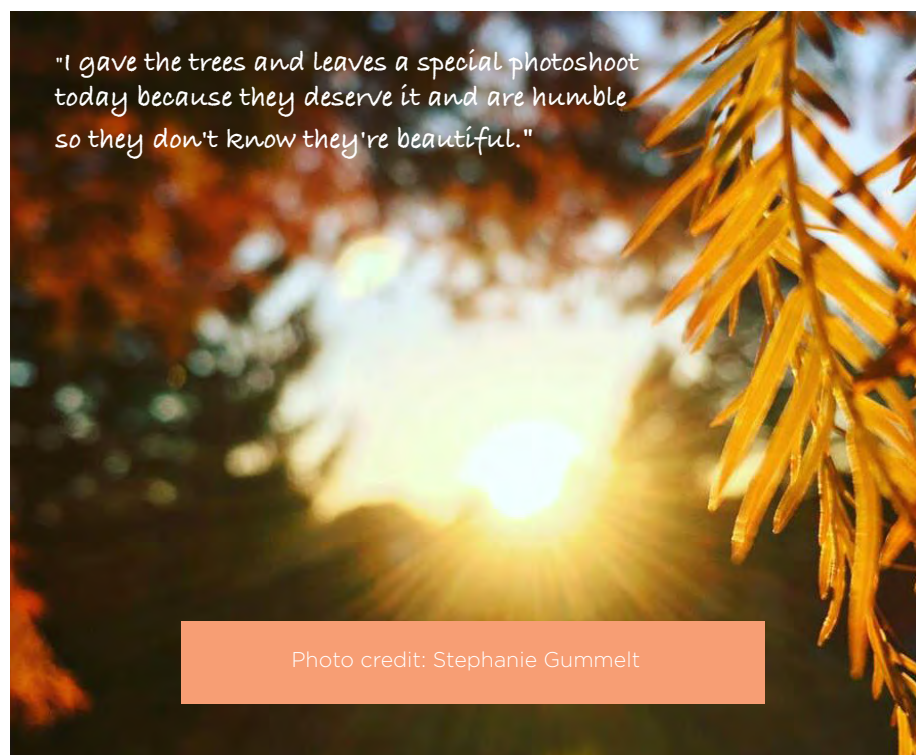 "I gave the trees and leaves a special photoshoot
today because they deserve it and are humble
so they don't know they're beautiful."
Photo credit: Stephanie Gummelt